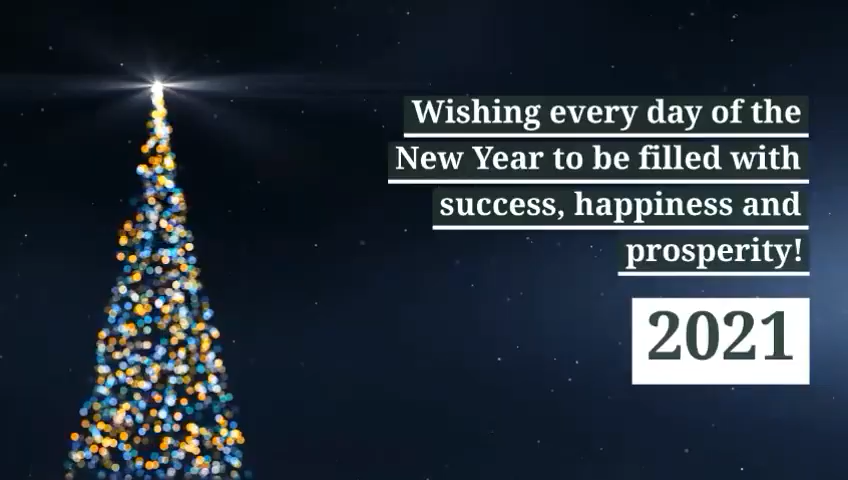 Wishing every day of the
New Year to be filled with
success, happiness and
prosperity!
2021